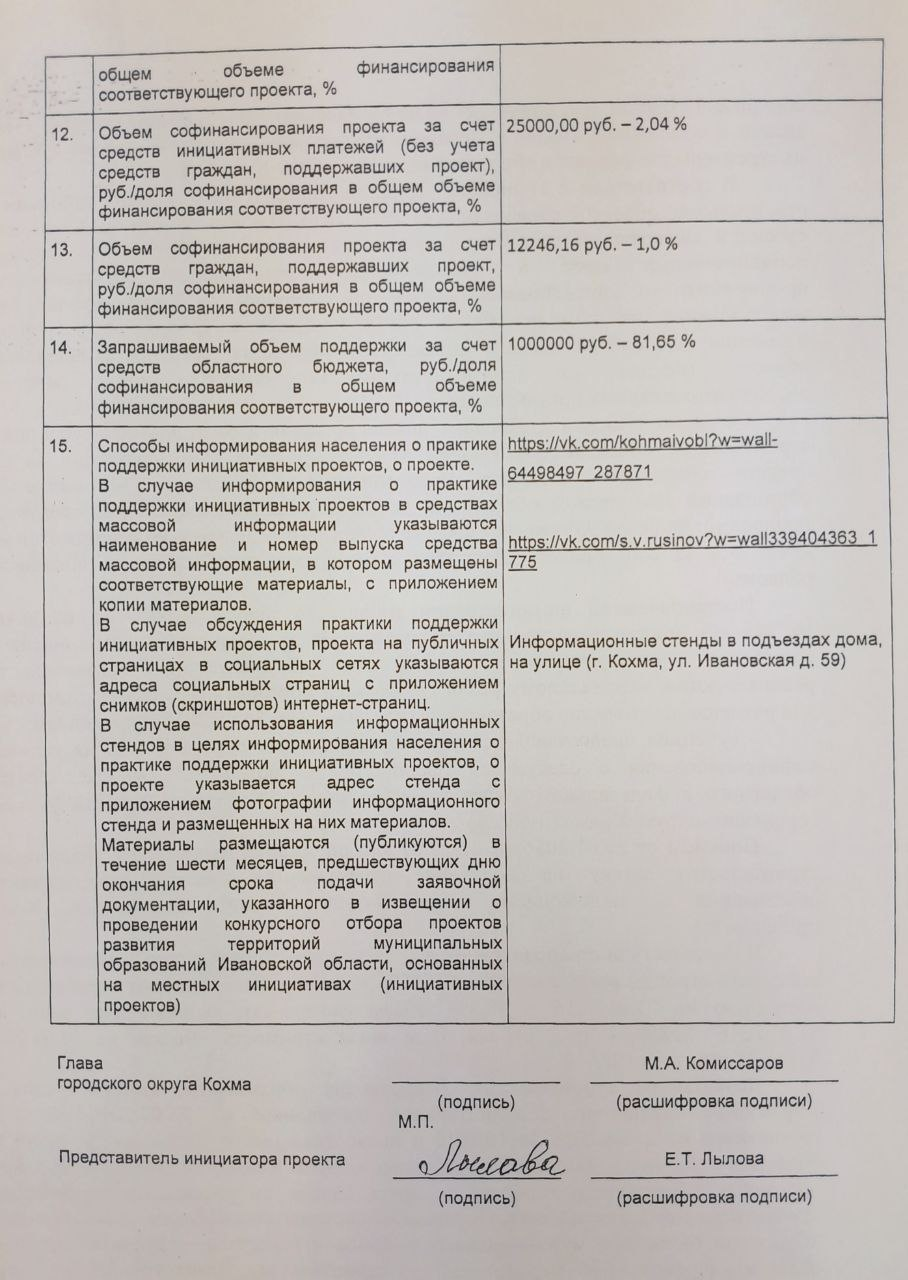 общем объеме финансирования
соответствующего проекта, %
12.
Объем софинансирования проекта за счет
средств инициативных платежей (без учета
средств граждан, поддержавших проект),
руб./доля софинансирования в общем объеме
финансирования соответствующего проекта, %
25000,00 руб. – 2,04 %
13.
Объем софинансирования проекта за счет
средств граждан, поддержавших проект,
руб./доля софинансирования в общем объеме
финансирования соответствующего проекта, %
12246,16 руб. – 1,0 %
14.
Запрашиваемый объем поддержки за счет
средств областного бюджета, руб./доля
софинансирования в общем объеме
финансирования соответствующего проекта, %
1000000 руб. – 81,65 %
15.
Способы информирования населения о практике
поддержки инициативных проектов, о проекте.
В случае информирования о практике
поддержки инициативных проектов в средствах
массовой информации указываются
наименование и номер выпуска средства
массовой информации, в котором размещены
соответствующие материалы, с приложением
копии материалов.
В случае обсуждения практики поддержки
инициативных проектов, проекта на публичных
страницах в социальных сетях указываются
адреса социальных страниц с приложением
снимков (скриншотов) интернет-страниц.
В случае использования информационных
стендов в целях информирования населения о
практике поддержки инициативных проектов, о
проекте указывается адрес стенда с
приложением фотографии информационного
стенда и размещенных на них материалов.
Материалы размещаются (публикуются) в
течение шести месяцев, предшествующих дню
окончания срока подачи заявочной
документации, указанного в извещении о
проведении конкурсного отбора проектов
развития территорий муниципальных
образований Ивановской области, основанных
на местных инициативах (инициативных
проектов)
https://vk.com/kohmaivobl?w=wall-
64498497_287871
https://vk.com/s.v.rusinov?w=wall339404363_1
775
Информационные стенды в подъездах дома,
на улице (г. Кохма, ул. Ивановская д. 59)
Глава
городского округа Кохма
М.А. Комиссаров
(подпись)
(расшифровка подписи)
М.П.
Представитель инициатора проекта
Лылова
Е.Т. Лылова
(подпись)
(расшифровка подписи)